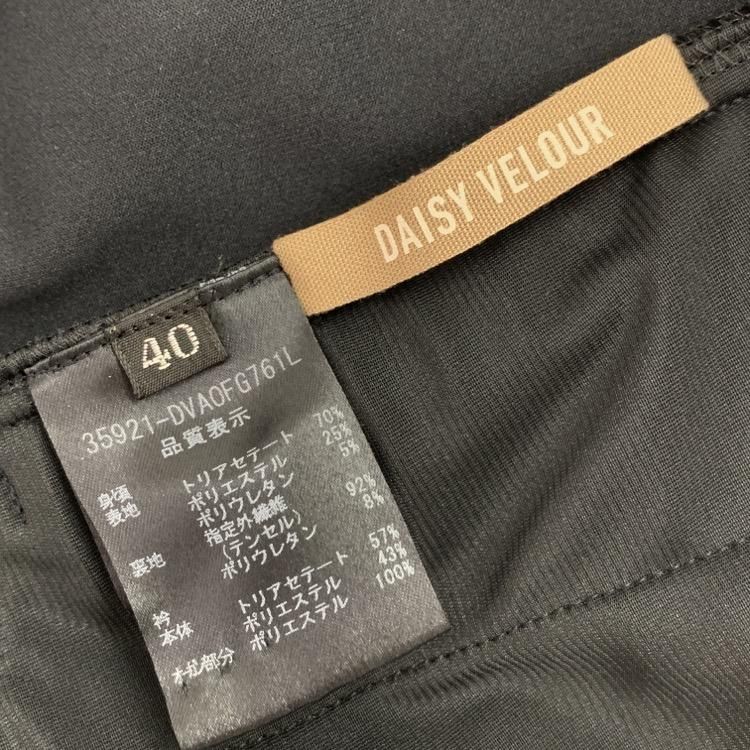 DAISY VELOUR
40
35921-DVA0FG761L
品質表示
身頃
表地 トリアセテート 70%
ポリエステル 25%
ポリウレタン 5%
裏地 指定外繊維 92%
(テンセル)
ポリウレタン 8%
衿
本体 トリアセテート 57%
ポリエステル 43%
オーガン部分 ポリエステル 100%